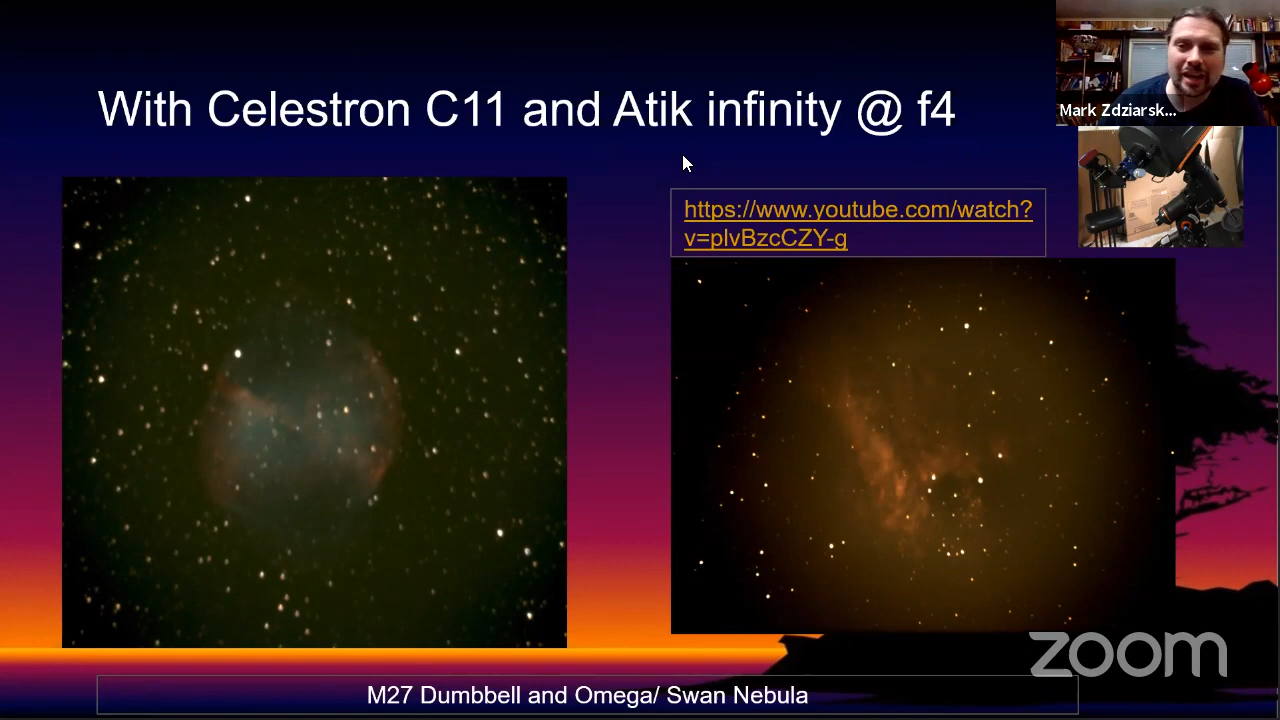 With Celestron C11 and Atik infinity @ f4
Mark Zdziarsk...
https://www.youtube.com/watch?
v=plvBzcCZY-g
M27 Dumbbell and Omega/ Swan Nebula
zoom